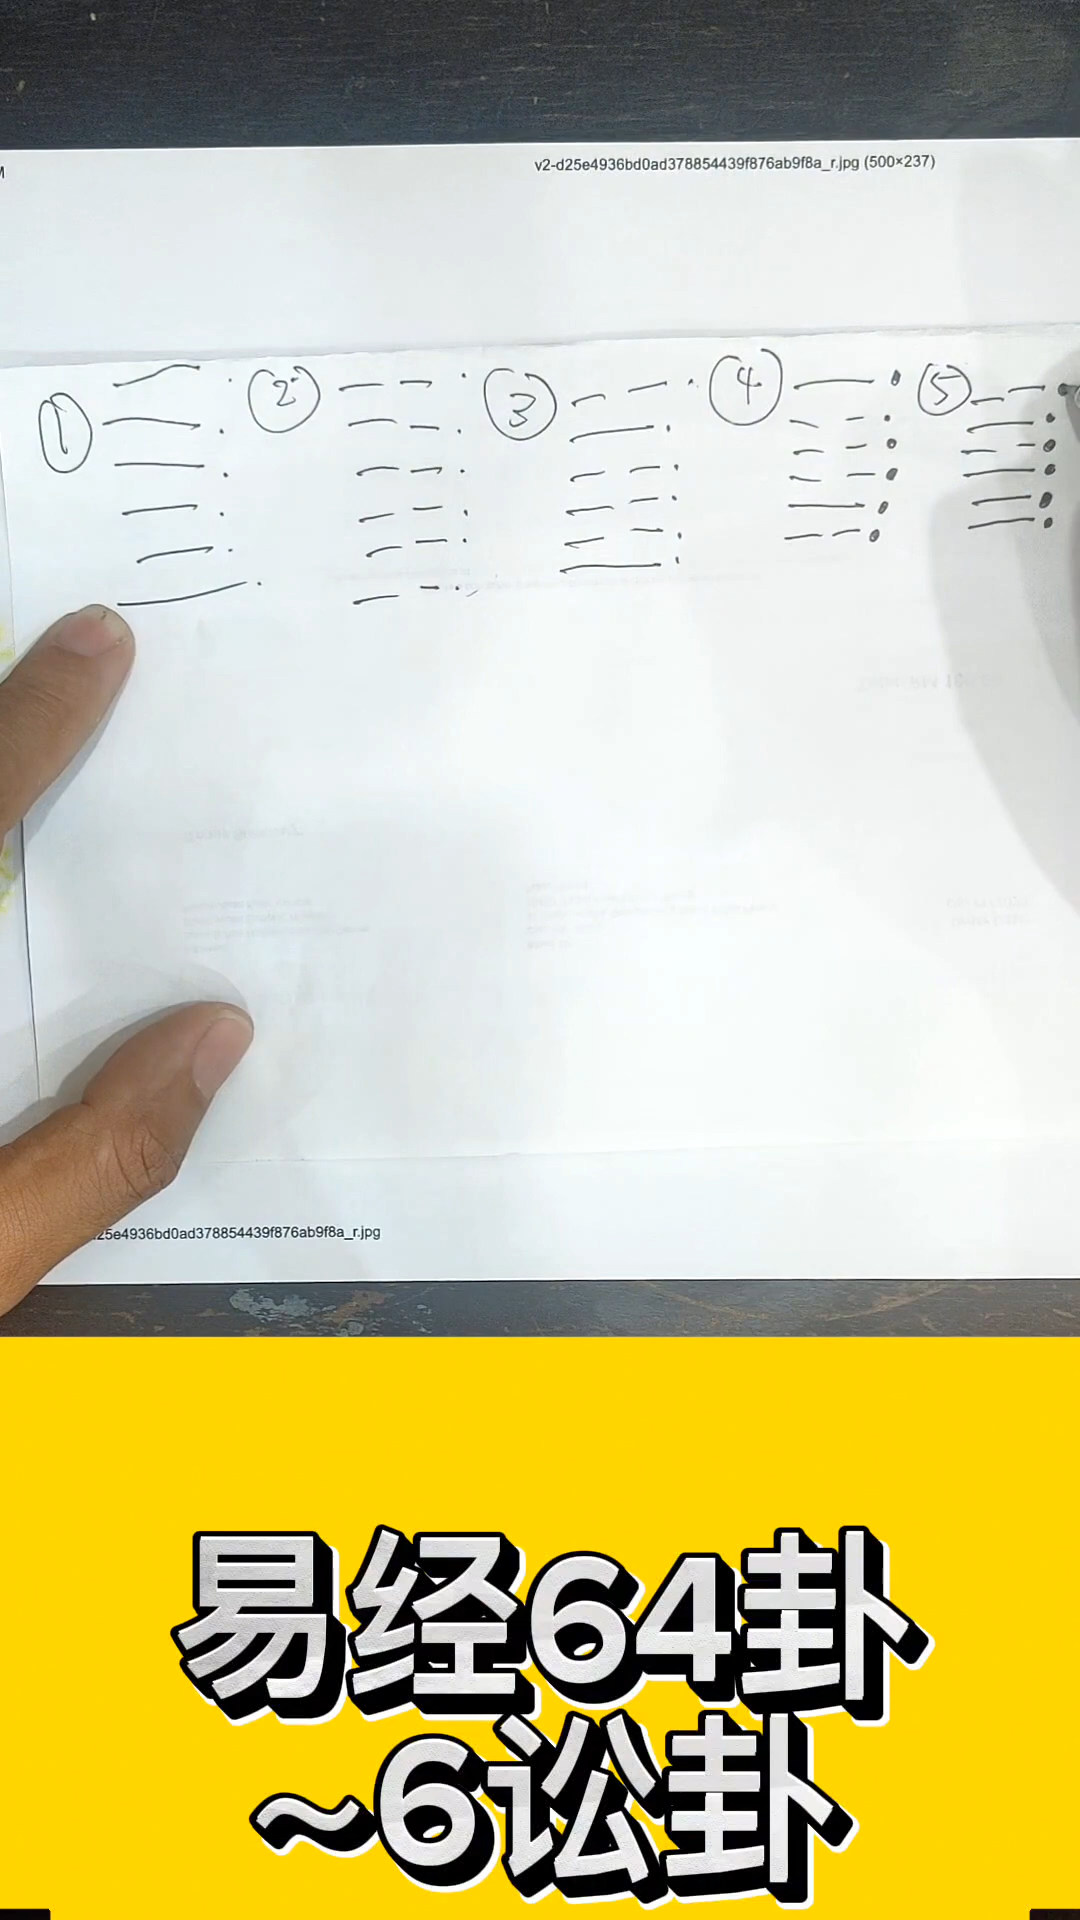 v2-d25e4936bd0ad378854439f876ab9f8a_r.jpg (500×237)
① ② ③ ④ ⑤
25e4936bd0ad378854439f876ab9f8a_r.jpg
易经64卦
~6讼卦